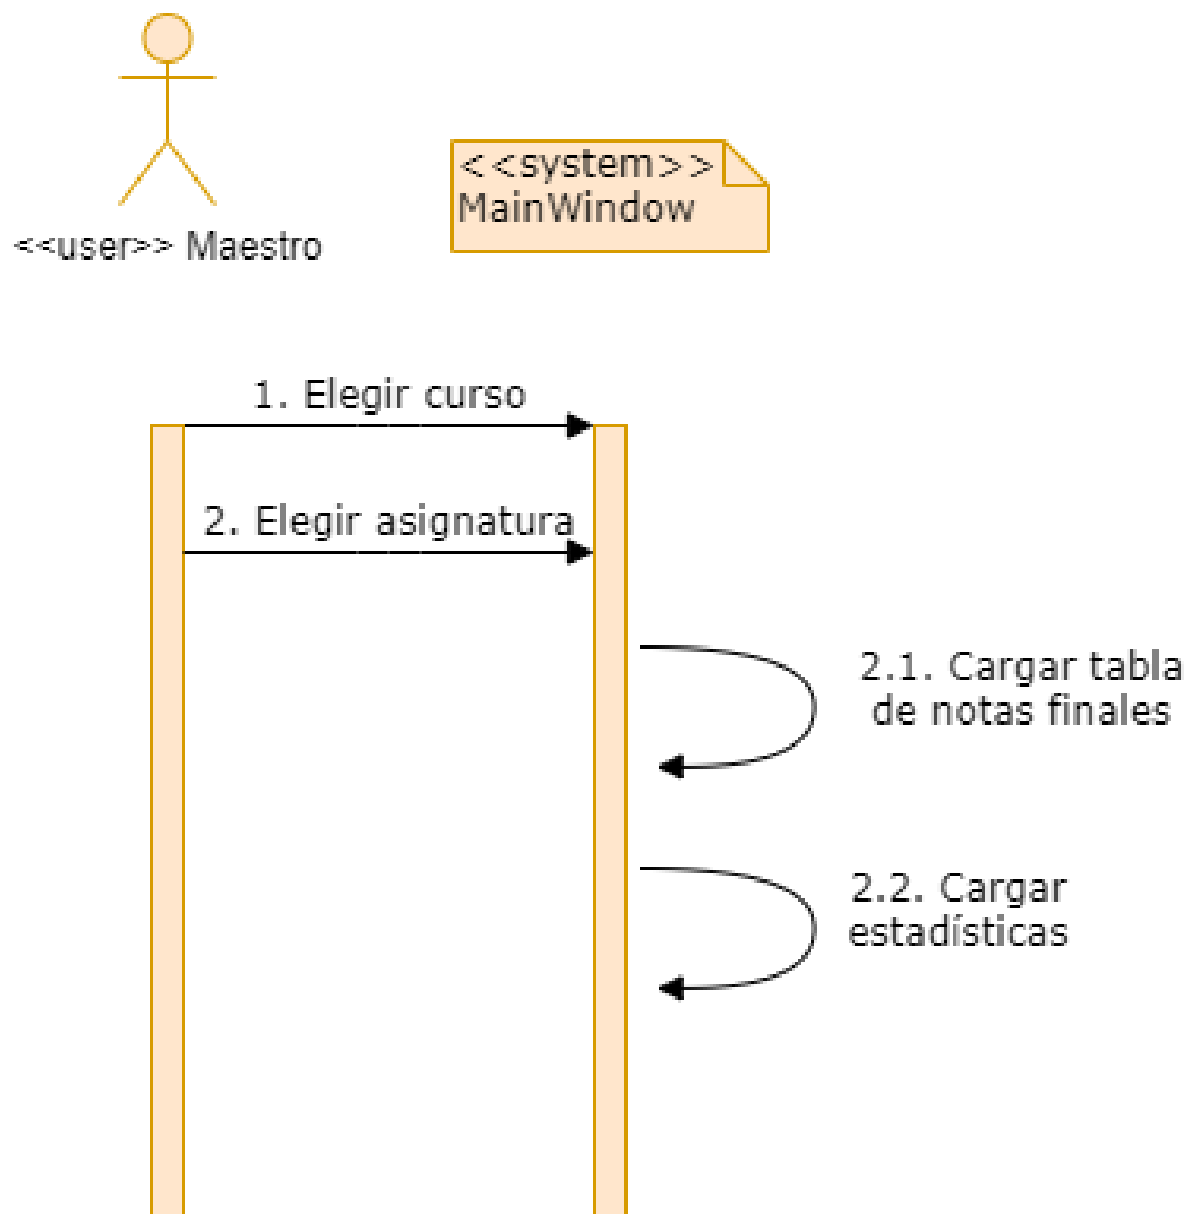 <<system>>
MainWindow
<<user>> Maestro
1. Elegir curso
2. Elegir asignatura
2.1. Cargar tabla
de notas finales
2.2. Cargar
estadísticas